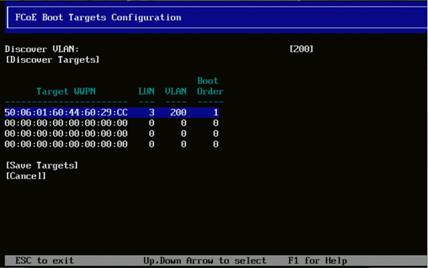 FCoE Boot Targets Configuration
Discover VLAN: [200]
[Discover Targets]
Boot
Target WWPN LUN VLAN Order
----------------------- --- ---- -----
50:06:01:60:44:60:29:CC 3 200 1
00:00:00:00:00:00:00:00 0 0 0
00:00:00:00:00:00:00:00 0 0 0
00:00:00:00:00:00:00:00 0 0 0
[Save Targets]
[Cancel]
ESC to exit Up,Down Arrow to select F1 for Help